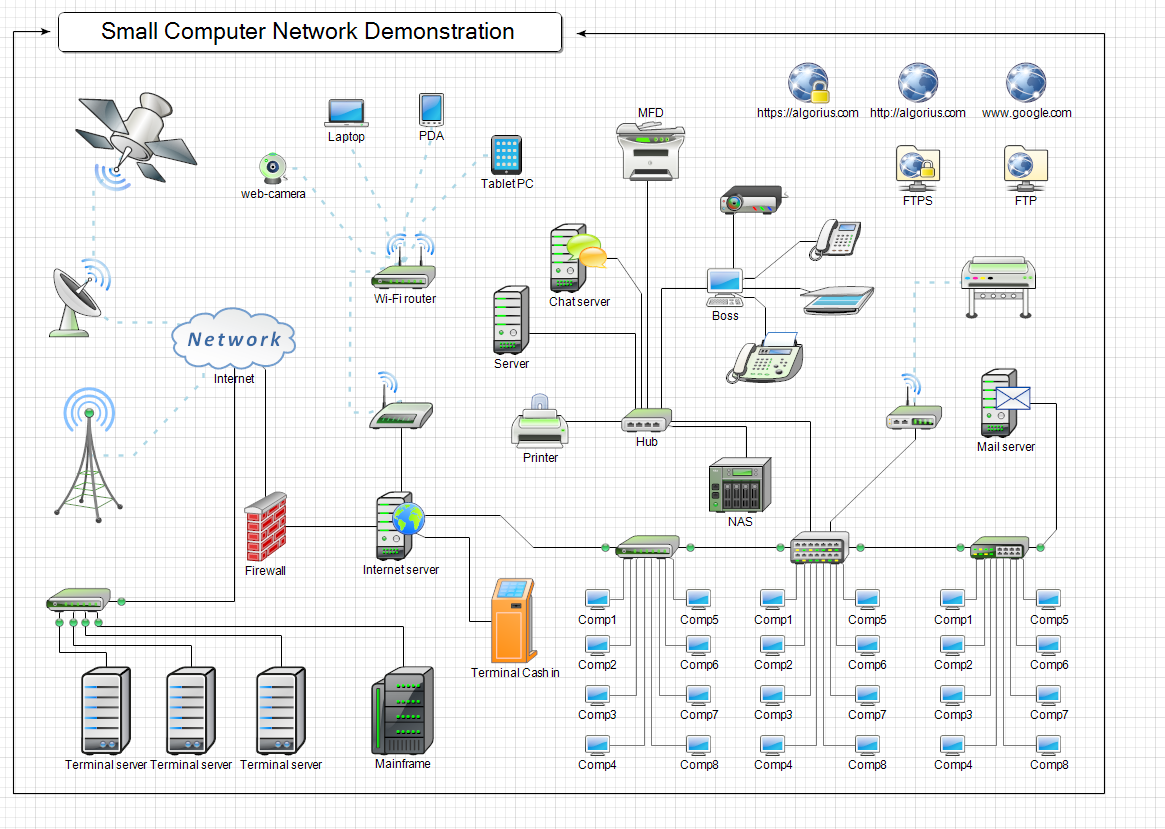 Small Computer Network Demonstration
https://algorius.com
http://algorius.com
www.google.com
MFD
Laptop
PDA
Tablet PC
web-camera
FTPS
FTP
Wi-Fi router
Chat server
Boss
Network
Internet
Server
Hub
Printer
Mail server
NAS
Firewall
Internet server
Terminal Cash in
Comp1
Comp5
Comp1
Comp5
Comp1
Comp5
Comp2
Comp6
Comp2
Comp6
Comp2
Comp6
Comp3
Comp7
Comp3
Comp7
Comp3
Comp7
Comp4
Comp8
Comp4
Comp8
Comp4
Comp8
Terminal server
Terminal server
Terminal server
Mainframe